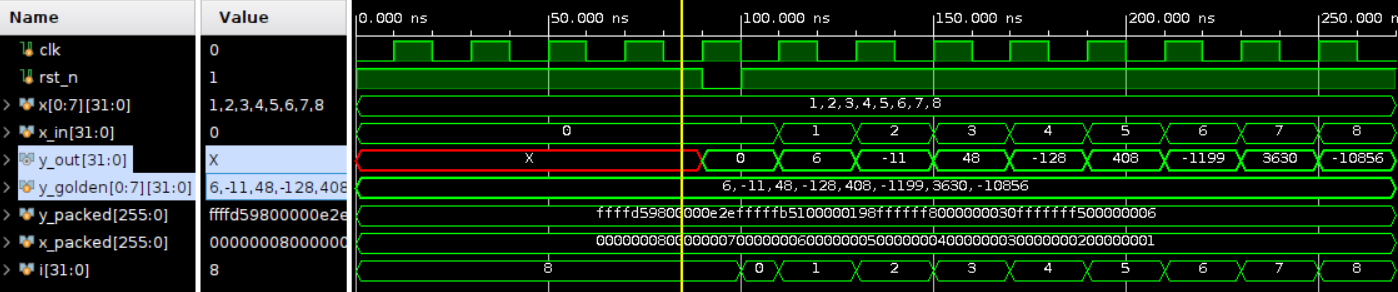 Name Value 0.000 ns 50.000 ns 100.000 ns 150.000 ns 200.000 ns 250.000 n
clk 0
rst_n 1
x[0:7][31:0] 1,2,3,4,5,6,7,8 1,2,3,4,5,6,7,8
x_in[31:0] 0 0 1 2 3 4 5 6 7 8
y_out[31:0] X X 0 6 -11 48 -128 408 -1199 3630 -10856
y_golden[0:7][31:0] 6,-11,48,-128,408 6,-11,48,-128,408,-1199,3630,-10856
y_packed[255:0] ffffd59800000e2e ffffd59800000e2efffffb5100000198ffffff8000000030fffffff500000006
x_packed[255:0] 00000008000000 0000000800000007000000060000000500000004000000030000000200000001
i[31:0] 8 8 0 1 2 3 4 5 6 7 8